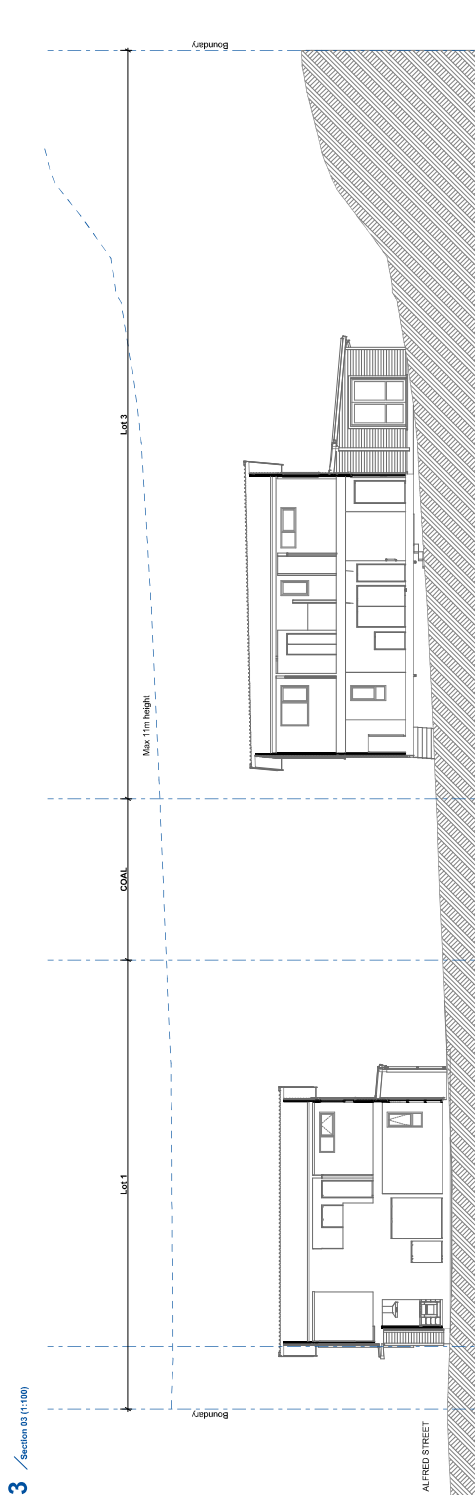 3
Section 03 (1:100)
Boundary
Lot 1
COAL
Lot 3
Boundary
Max 11m height
ALFRED STREET